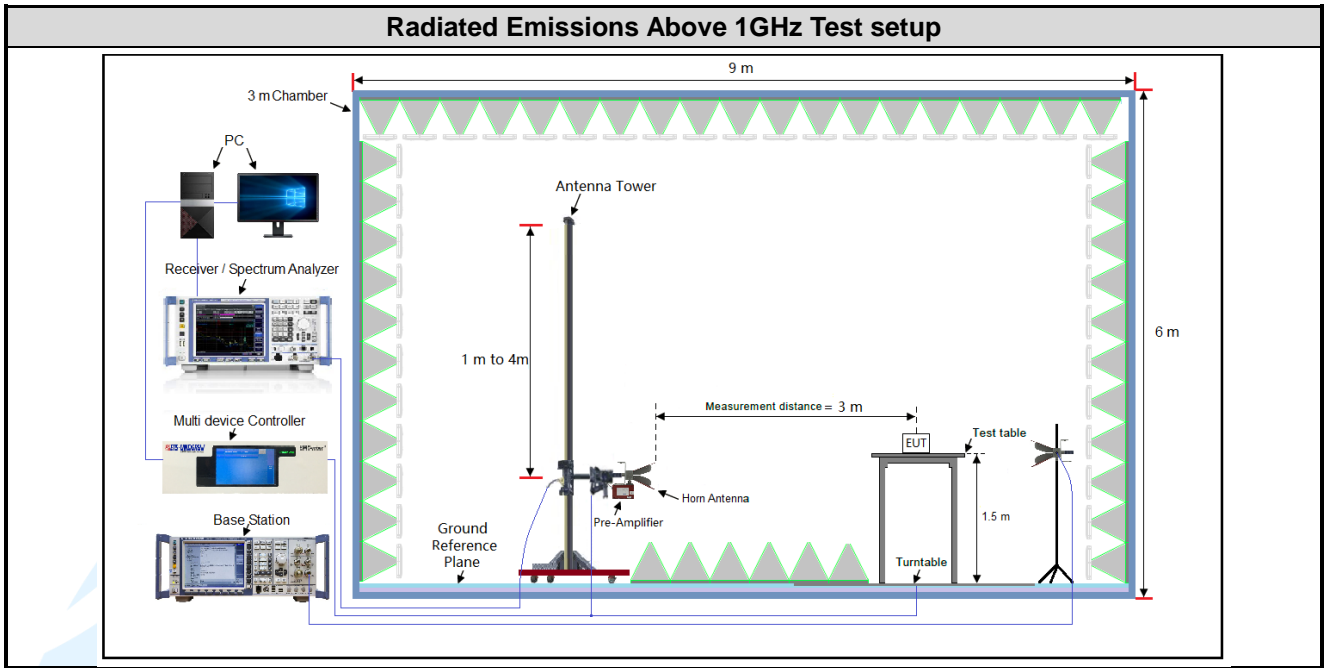 Radiated Emissions Above 1GHz Test setup
9 m
3 m Chamber
PC
Antenna Tower
Receiver / Spectrum Analyzer
1 m to 4m
6 m
Measurement distance = 3 m
Multi device Controller
EUT
Test table
Horn Antenna
Pre-Amplifier
1.5 m
Base Station
Ground
Reference
Plane
Turntable